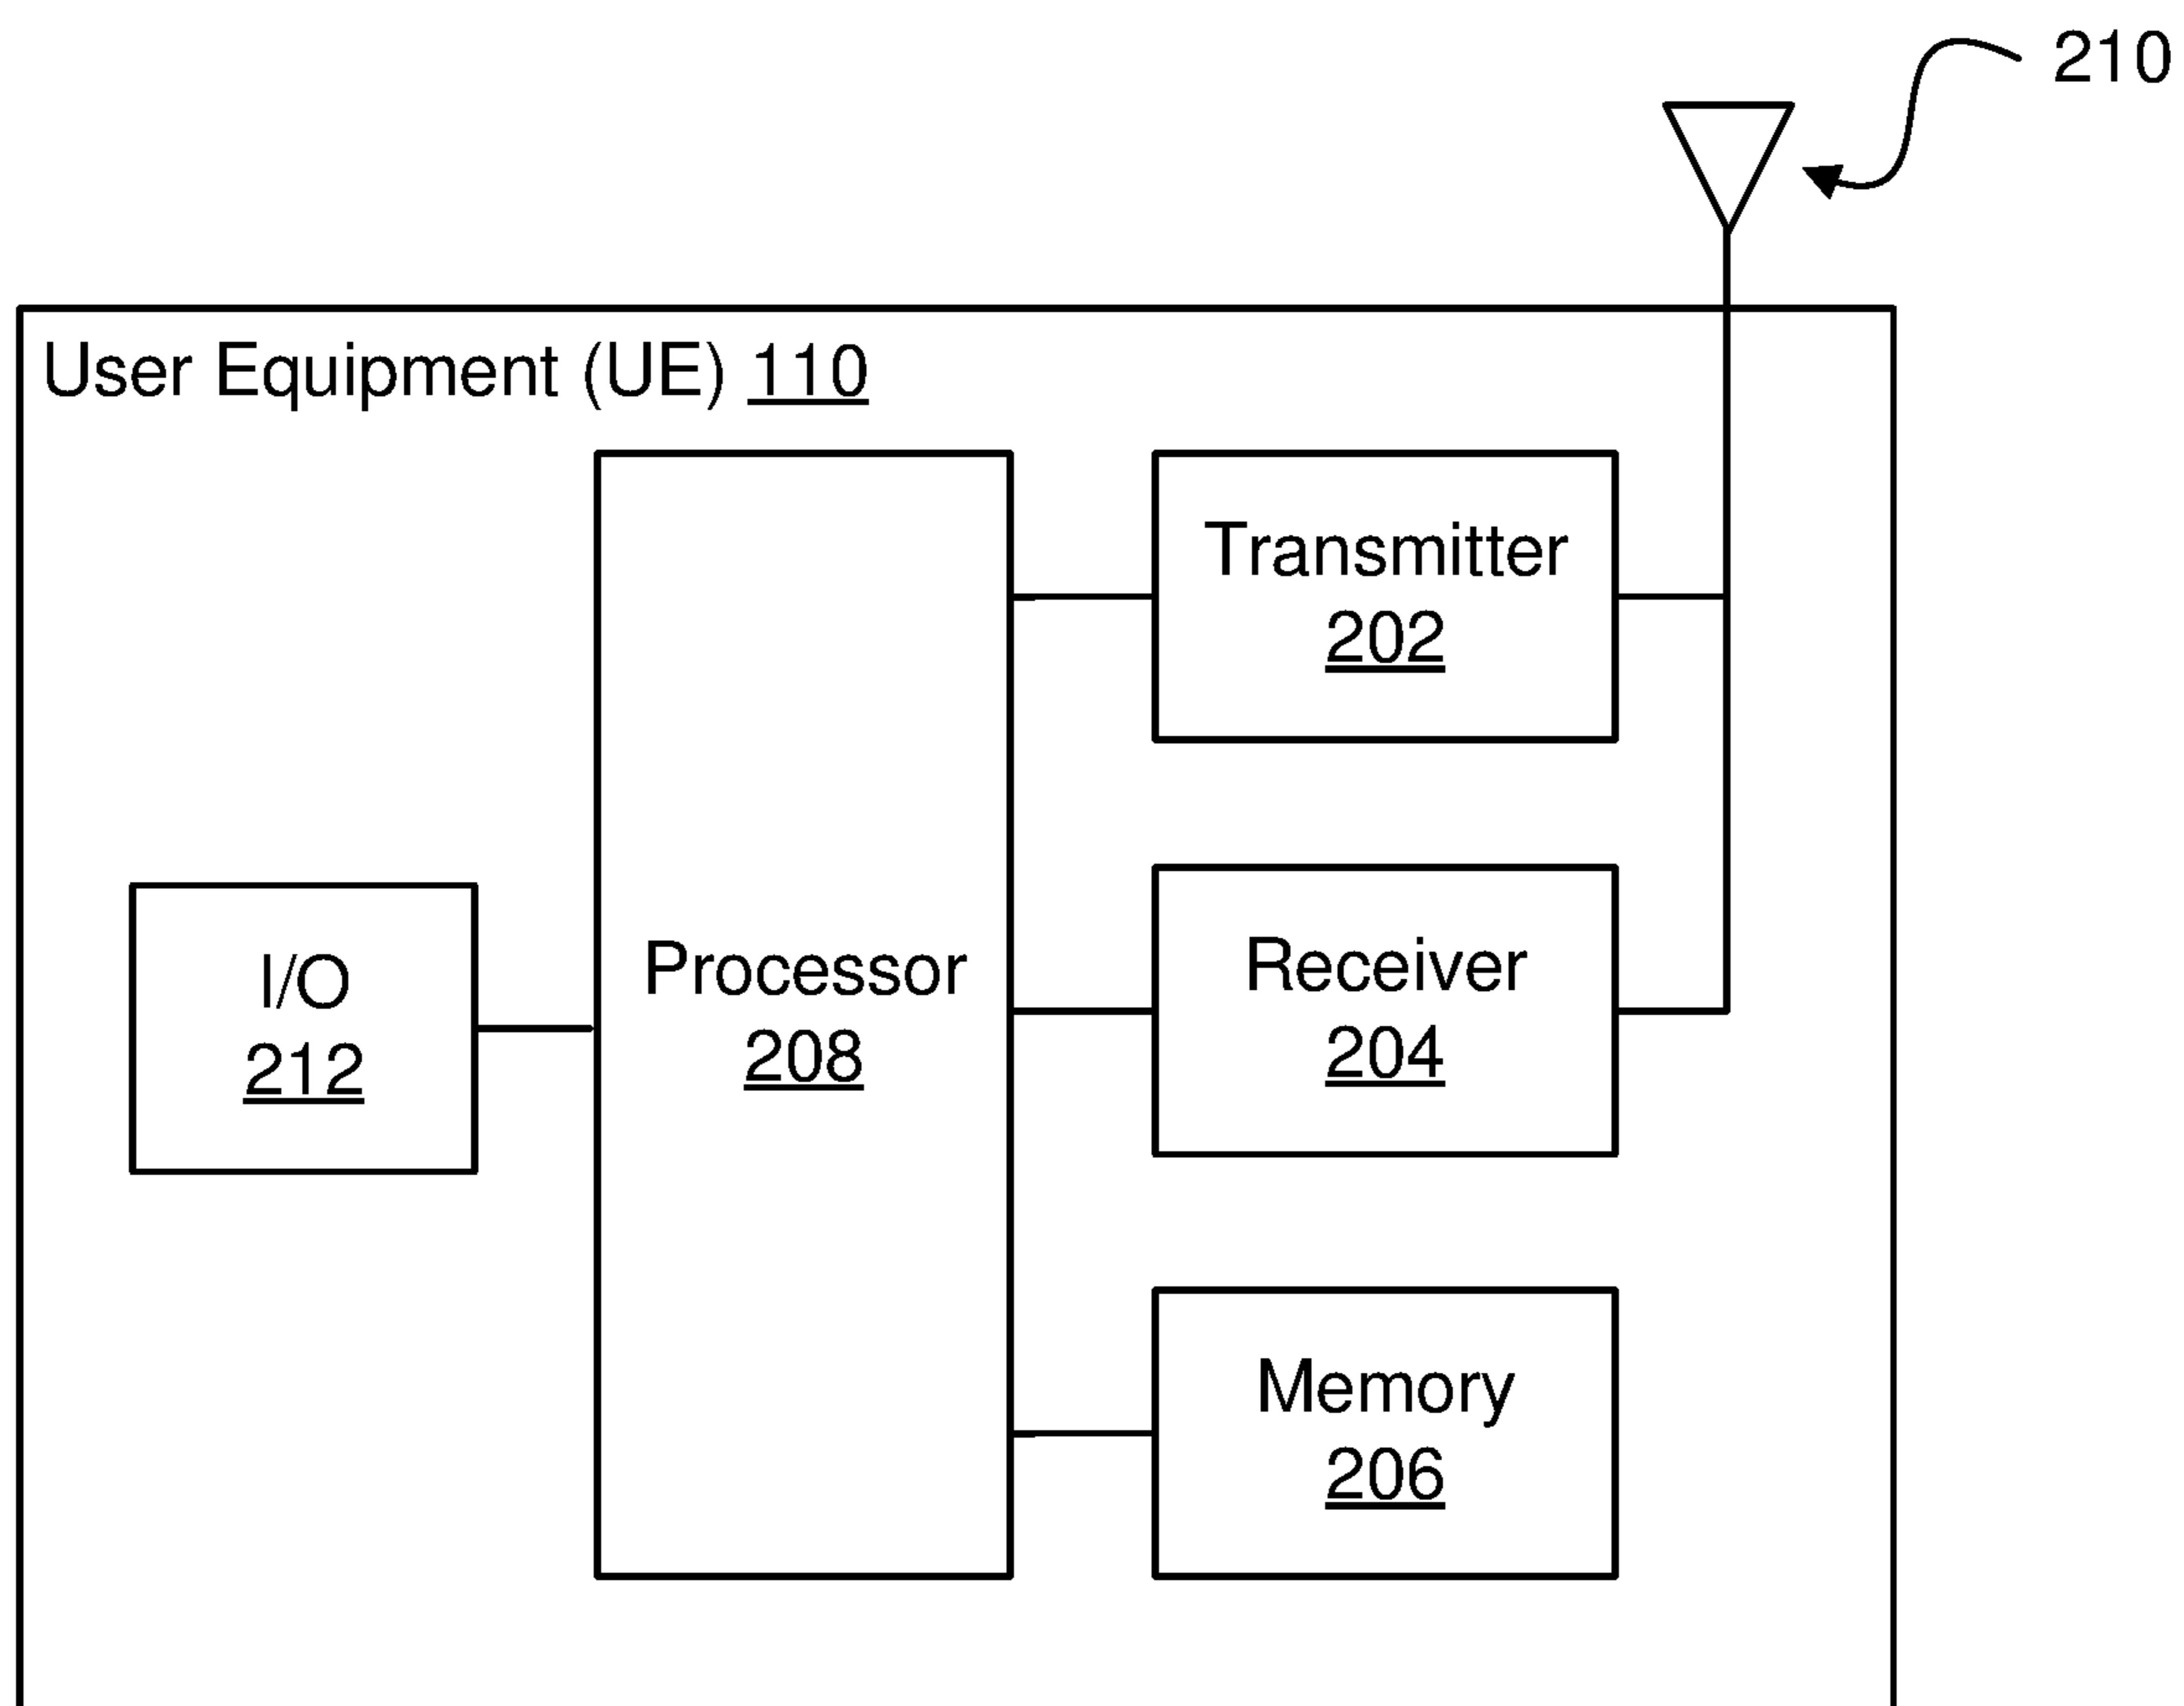 210
User Equipment (UE) 110
Transmitter
202
I/O
212
Processor
208
Receiver
204
Memory
206